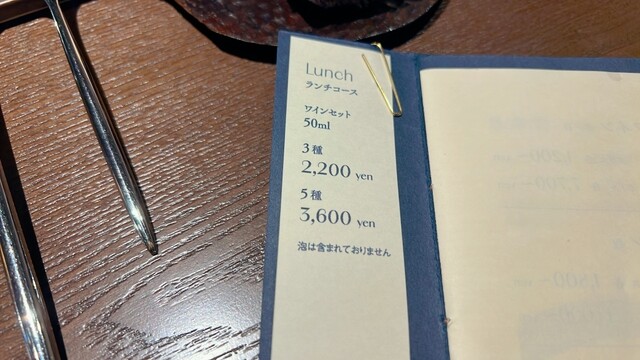 Lunch
ランチコース
ワインセット
50ml
3種
2,200 yen
5種
3,600 yen
泡は含まれておりません